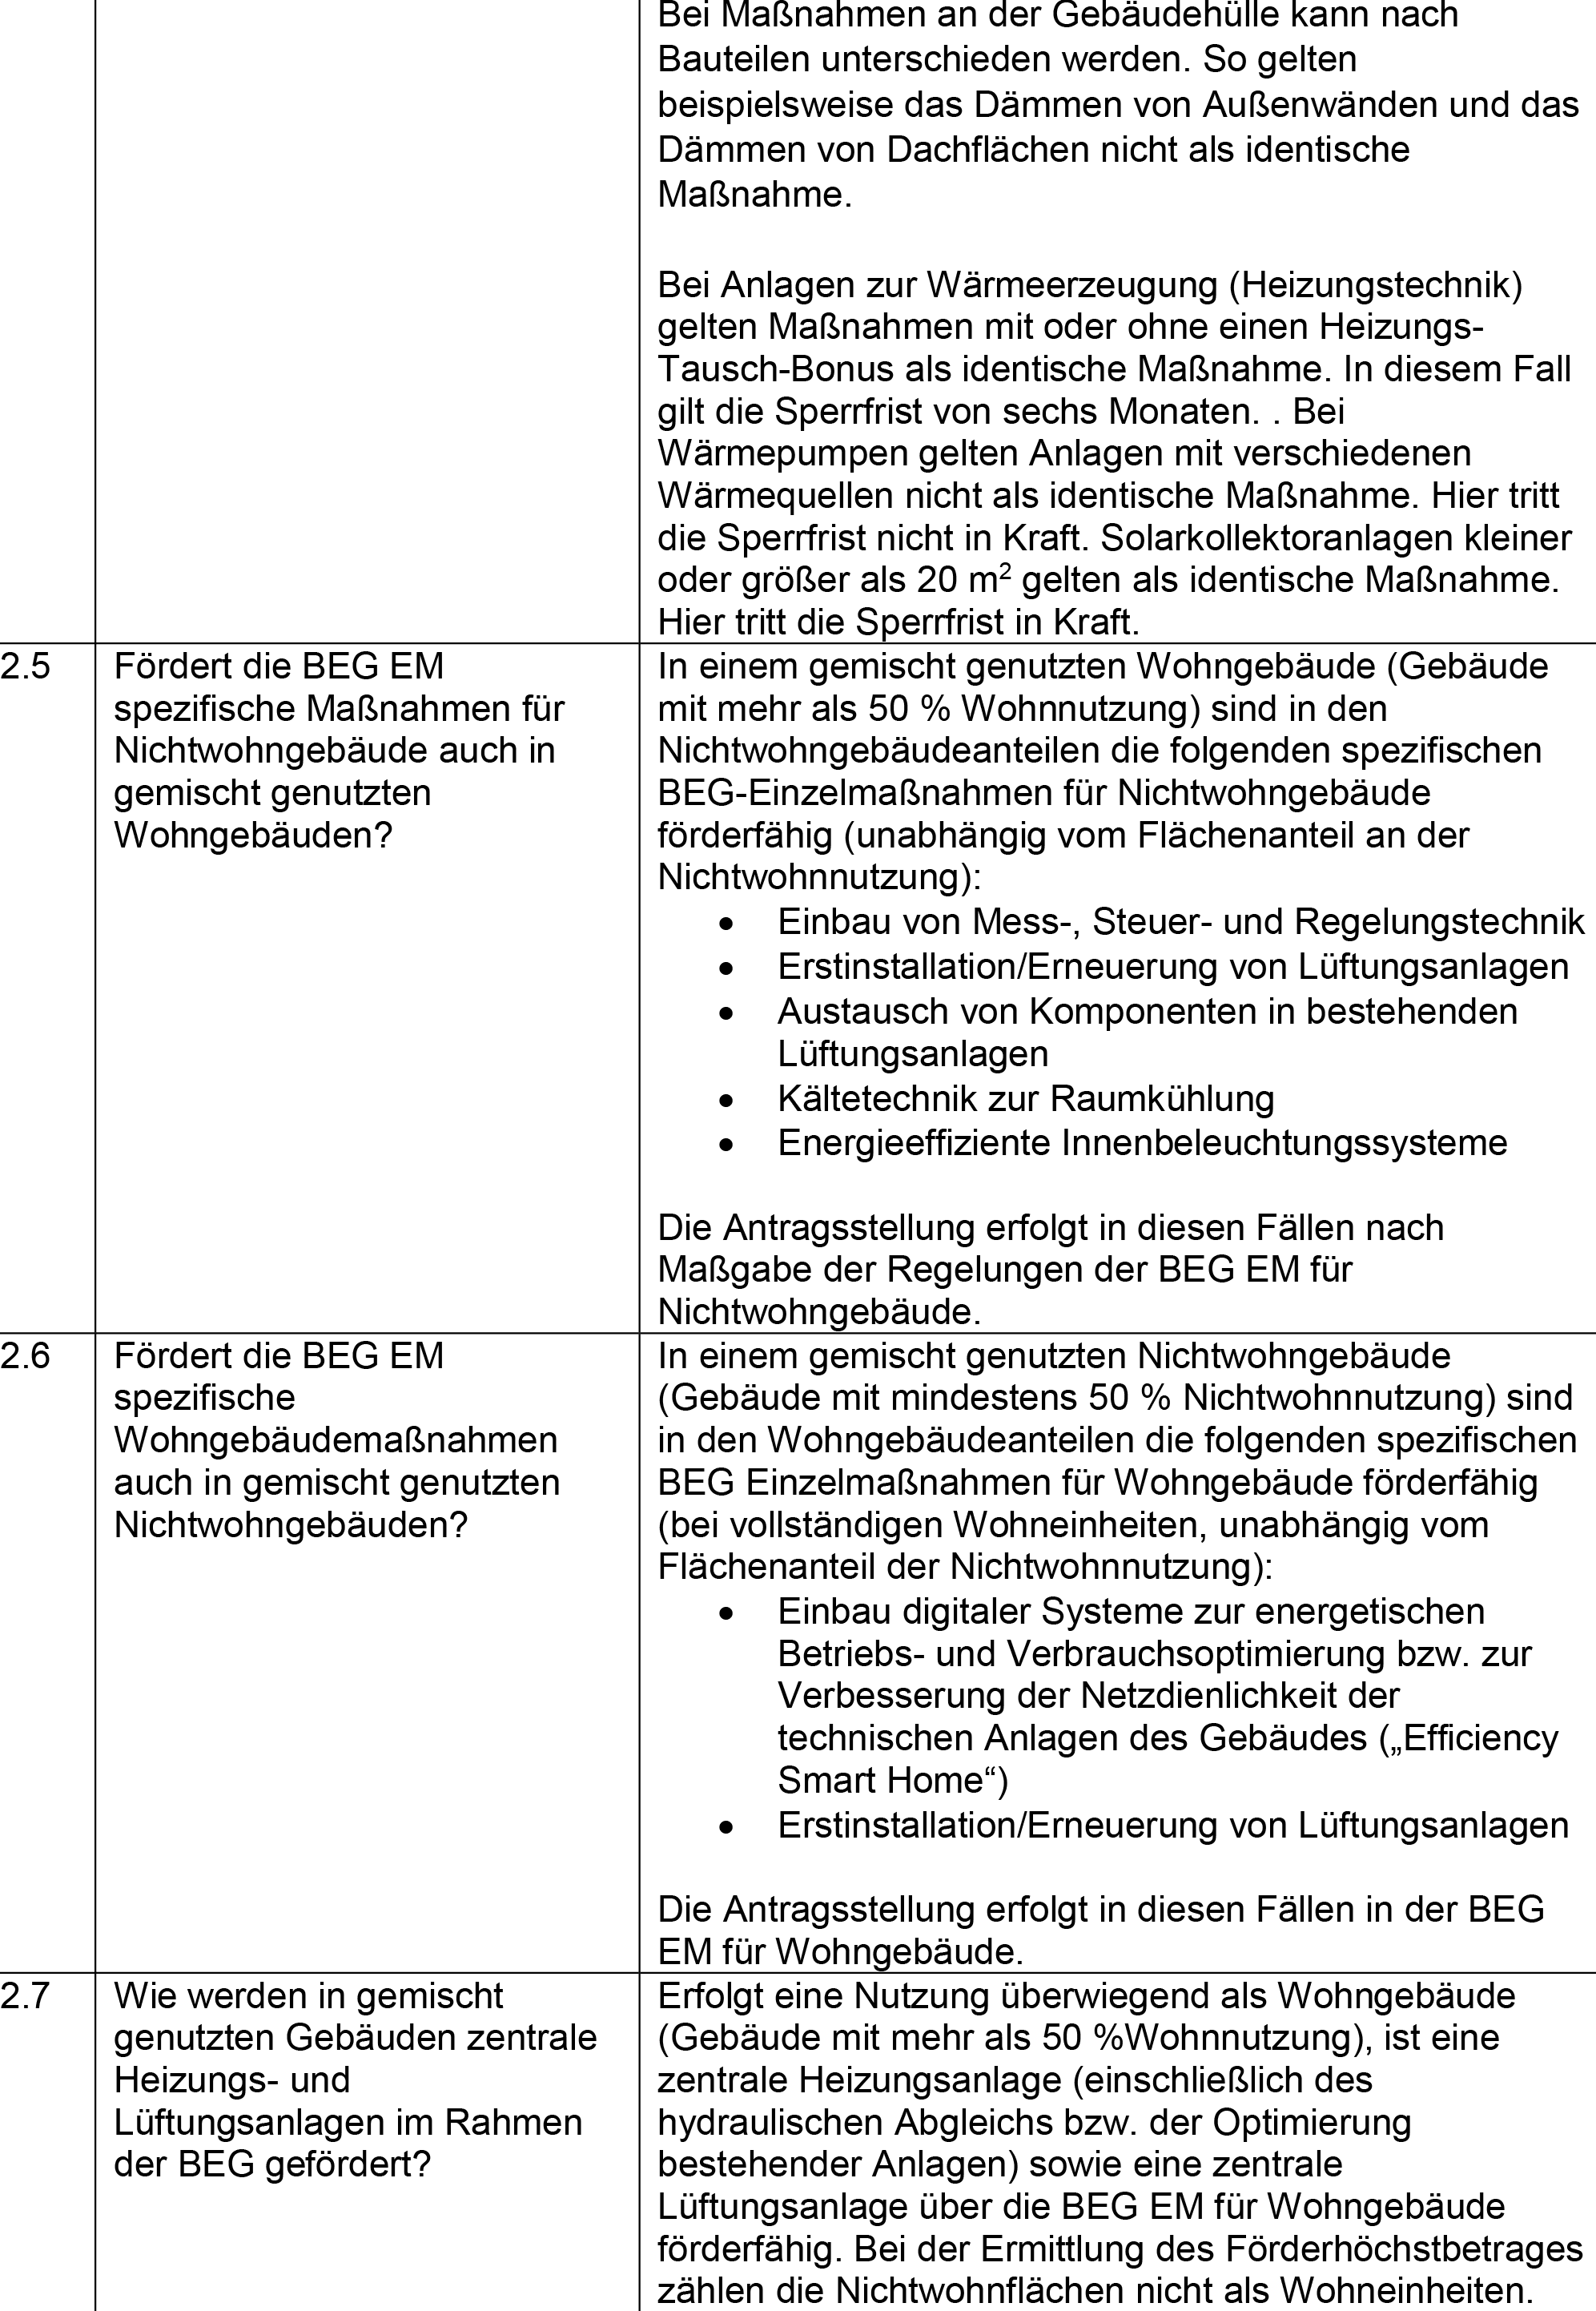 Bei Maßnahmen an der Gebäudehülle kann nach
Bauteilen unterschieden werden. So gelten
beispielsweise das Dämmen von Außenwänden und das
Dämmen von Dachflächen nicht als identische
Maßnahme.
Bei Anlagen zur Wärmeerzeugung (Heizungstechnik)
gelten Maßnahmen mit oder ohne einen Heizungs-
Tausch-Bonus als identische Maßnahme. In diesem Fall
gilt die Sperrfrist von sechs Monaten. . Bei
Wärmepumpen gelten Anlagen mit verschiedenen
Wärmequellen nicht als identische Maßnahme. Hier tritt
die Sperrfrist nicht in Kraft. Solarkollektoranlagen kleiner
oder größer als 20 m² gelten als identische Maßnahme.
Hier tritt die Sperrfrist in Kraft.
2.5
Fördert die BEG EM
spezifische Maßnahmen für
Nichtwohngebäude auch in
gemischt genutzten
Wohngebäuden?
In einem gemischt genutzten Wohngebäude (Gebäude
mit mehr als 50 % Wohnnutzung) sind in den
Nichtwohngebäudeanteilen die folgenden spezifischen
BEG-Einzelmaßnahmen für Nichtwohngebäude
förderfähig (unabhängig vom Flächenanteil an der
Nichtwohnnutzung):
• Einbau von Mess-, Steuer- und Regelungstechnik
• Erstinstallation/Erneuerung von Lüftungsanlagen
• Austausch von Komponenten in bestehenden
Lüftungsanlagen
• Kältetechnik zur Raumkühlung
• Energieeffiziente Innenbeleuchtungssysteme
Die Antragsstellung erfolgt in diesen Fällen nach
Maßgabe der Regelungen der BEG EM für
Nichtwohngebäude.
2.6
Fördert die BEG EM
spezifische
Wohngebäudemaßnahmen
auch in gemischt genutzten
Nichtwohngebäuden?
In einem gemischt genutzten Nichtwohngebäude
(Gebäude mit mindestens 50 % Nichtwohnnutzung) sind
in den Wohngebäudeanteilen die folgenden spezifischen
BEG Einzelmaßnahmen für Wohngebäude förderfähig
(bei vollständigen Wohneinheiten, unabhängig vom
Flächenanteil der Nichtwohnnutzung):
• Einbau digitaler Systeme zur energetischen
Betriebs- und Verbrauchsoptimierung bzw. zur
Verbesserung der Netzdienlichkeit der
technischen Anlagen des Gebäudes („Efficiency
Smart Home“)
• Erstinstallation/Erneuerung von Lüftungsanlagen
Die Antragsstellung erfolgt in diesen Fällen in der BEG
EM für Wohngebäude.
2.7
Wie werden in gemischt
genutzten Gebäuden zentrale
Heizungs- und
Lüftungsanlagen im Rahmen
der BEG gefördert?
Erfolgt eine Nutzung überwiegend als Wohngebäude
(Gebäude mit mehr als 50 %Wohnnutzung), ist eine
zentrale Heizungsanlage (einschließlich des
hydraulischen Abgleichs bzw. der Optimierung
bestehender Anlagen) sowie eine zentrale
Lüftungsanlage über die BEG EM für Wohngebäude
förderfähig. Bei der Ermittlung des Förderhöchstbetrages
zählen die Nichtwohnflächen nicht als Wohneinheiten.